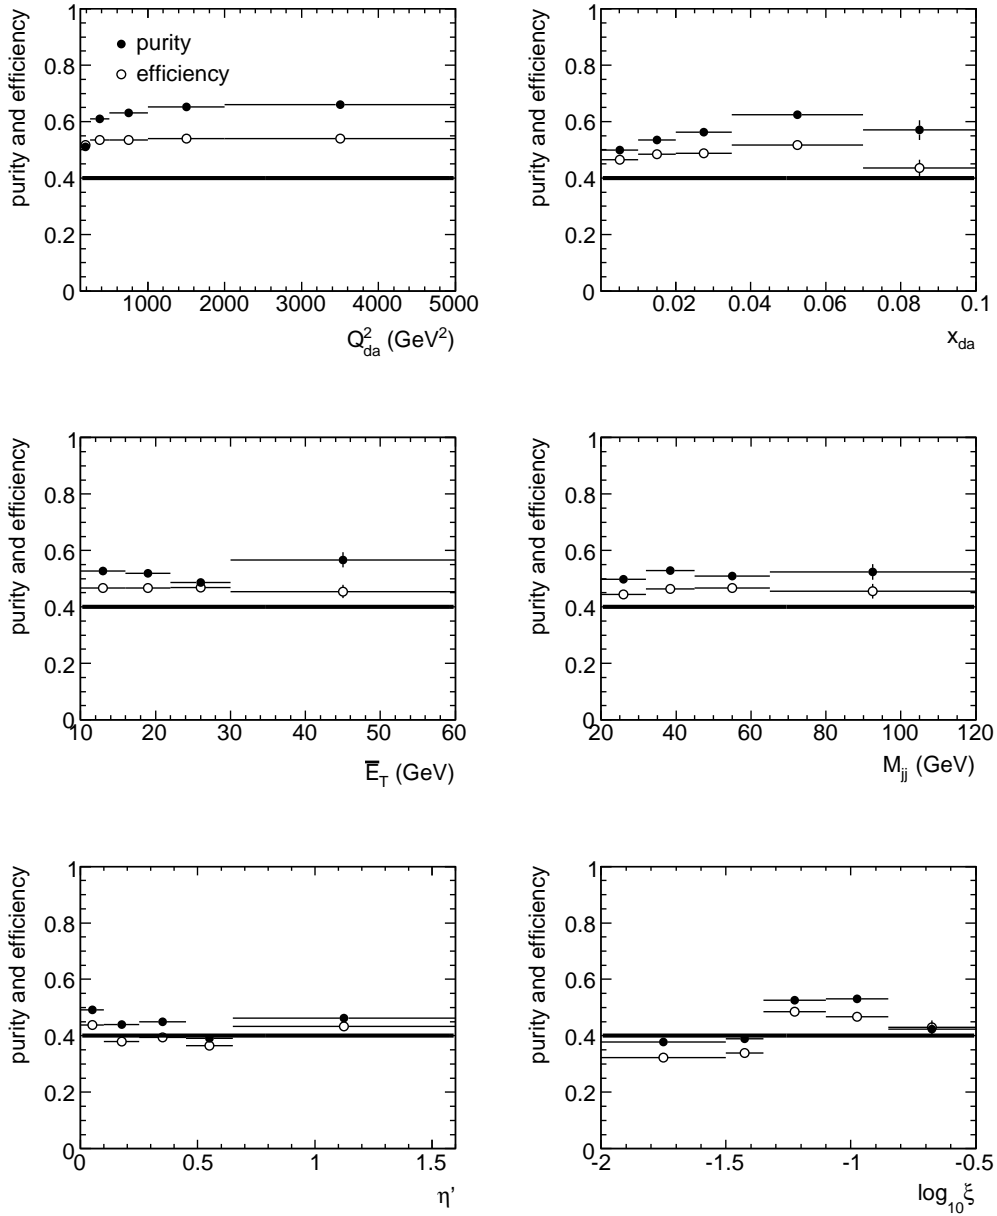 purity and efficiency
1
0.8
0.6
0.4
0.2
0
purity
efficiency
1000 2000 3000 4000 5000
Q²da (GeV²)
purity and efficiency
1
0.8
0.6
0.4
0.2
0
0.02 0.04 0.06 0.08 0.1
xda
purity and efficiency
1
0.8
0.6
0.4
0.2
0
10 20 30 40 50 60
E̅T (GeV)
purity and efficiency
1
0.8
0.6
0.4
0.2
0
20 40 60 80 100 120
Mjj (GeV)
purity and efficiency
1
0.8
0.6
0.4
0.2
0
0 0.5 1 1.5
η’
purity and efficiency
1
0.8
0.6
0.4
0.2
0
-2 -1.5 -1 -0.5
log₁₀ξ